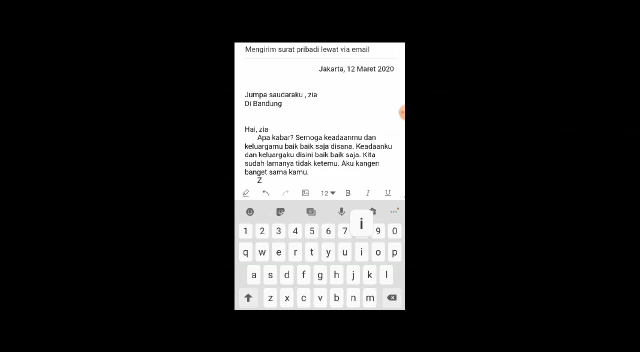 Mengirim surat pribadi lewat via email
Jakarta, 12 Maret 2020
Jumpa saudaraku , zia
Di Bandung
Hai, zia
Apa kabar? Semoga keadaanmu dan
keluargamu baik baik saja disana. Keadaanku
dan keluargaku disini baik baik saja. Kita
sudah lamanya tidak ketemu. Aku kangen
banget sama kamu.
Z
12 B I U
i
1 2 3 4 5 6 7 9 0
q w e r t y u i o p
a s d f g h j k l
z x c v b n m